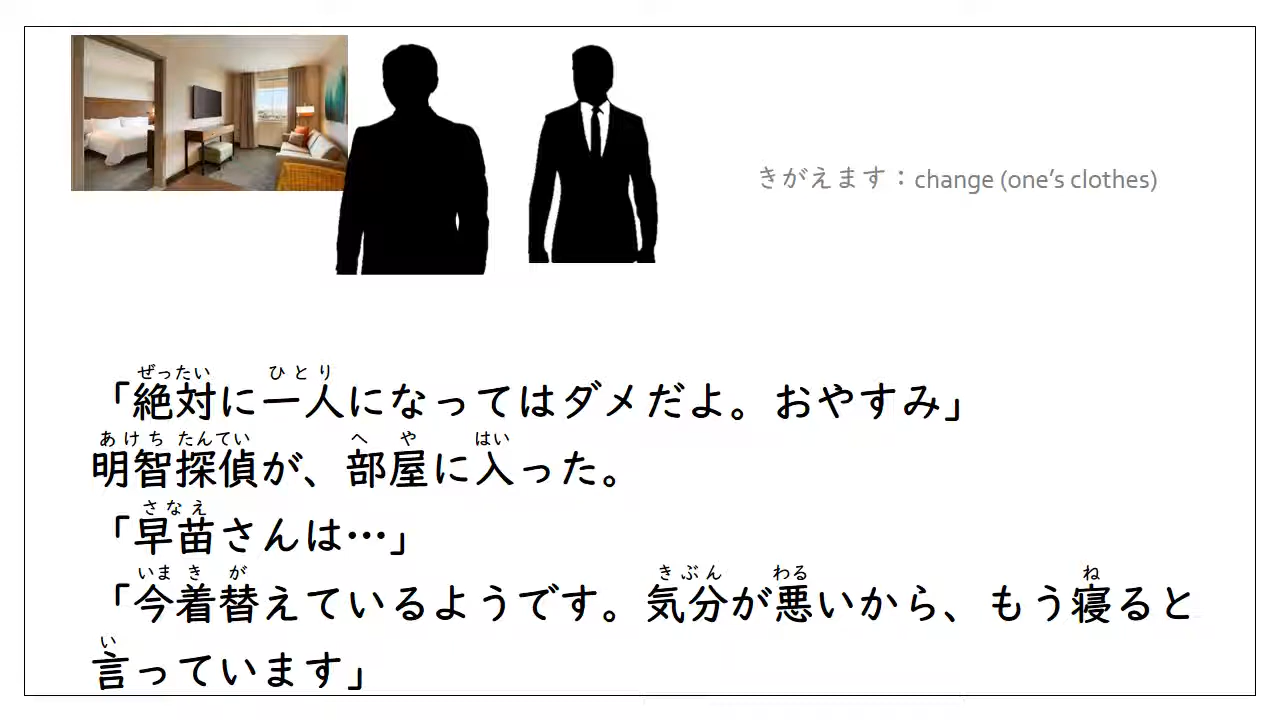 きがえます：change (one's clothes)
「絶対に一人になってはダメだよ。おやすみ」
明智探偵が、部屋に入った。
「早苗さんは…」
「今着替えているようです。気分が悪いから、もう寝ると
言っています」